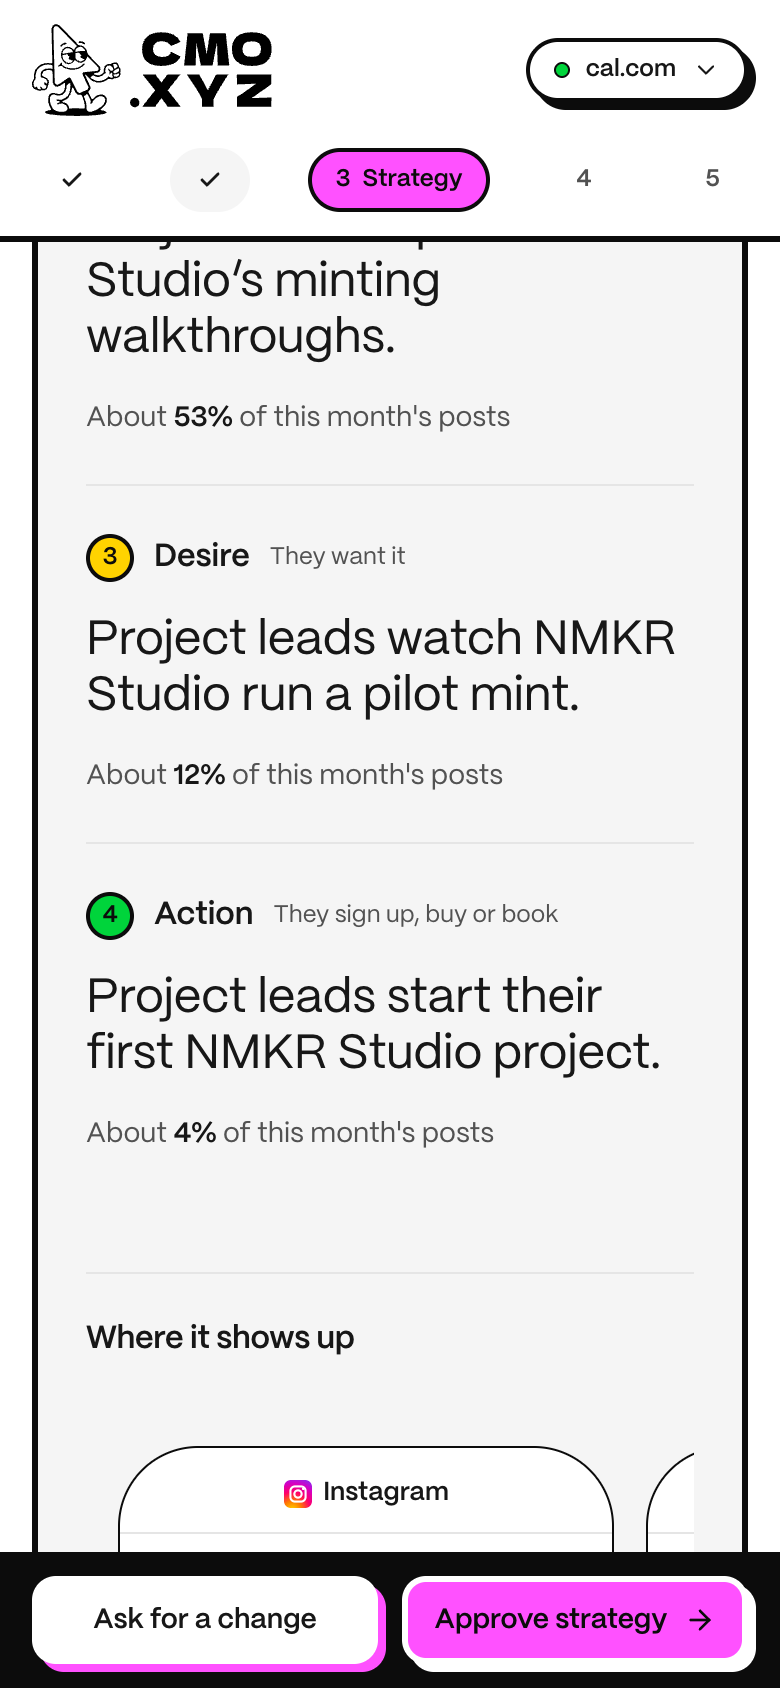 CMO
.XYZ
cal.com
3 Strategy
4
5
Studio’s minting
walkthroughs.
About 53% of this month's posts
3 Desire They want it
Project leads watch NMKR
Studio run a pilot mint.
About 12% of this month's posts
4 Action They sign up, buy or book
Project leads start their
first NMKR Studio project.
About 4% of this month's posts
Where it shows up
Instagram
Ask for a change
Approve strategy